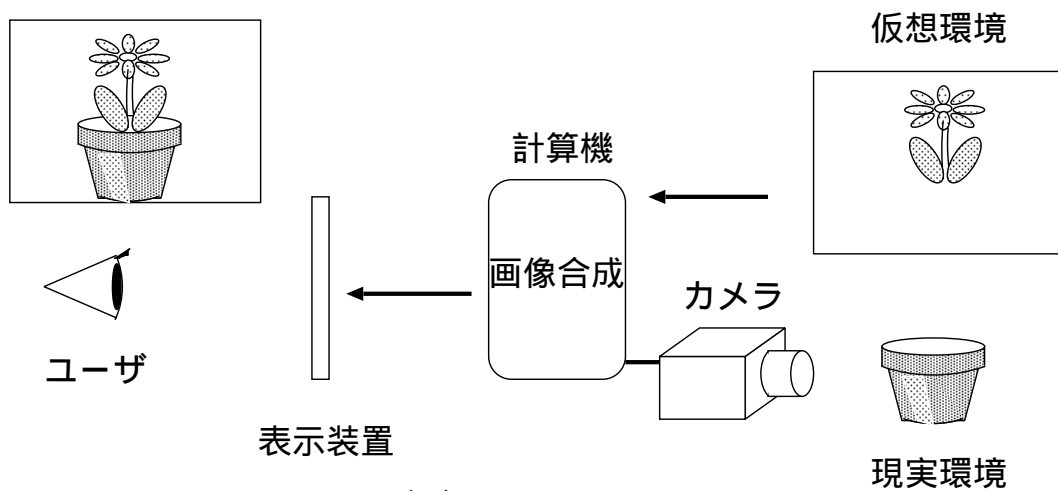 仮想環境
計算機
画像合成
カメラ
ユーザ
表示装置
現実環境